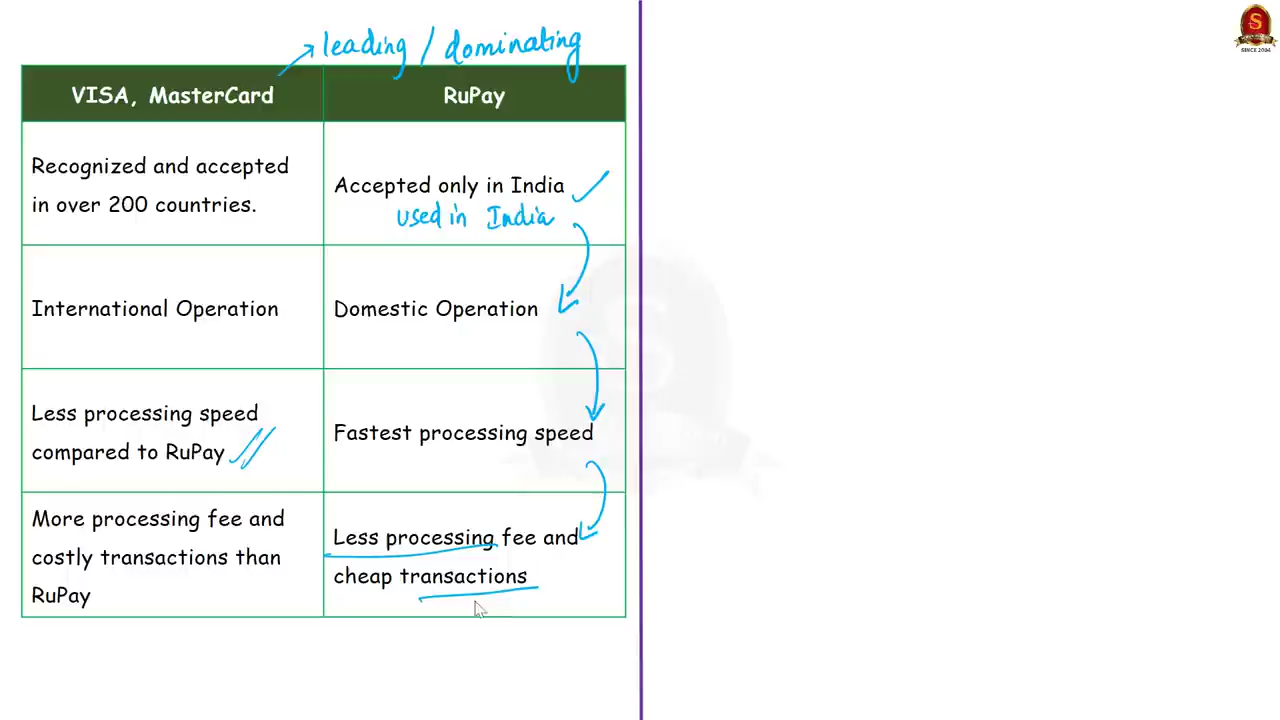 leading / dominating
VISA, MasterCard
RuPay
Recognized and accepted
in over 200 countries.
Accepted only in India
used in India
International Operation
Domestic Operation
Less processing speed
compared to RuPay
Fastest processing speed
More processing fee and
costly transactions than
RuPay
Less processing fee and
cheap transactions
S
SINCE 2004